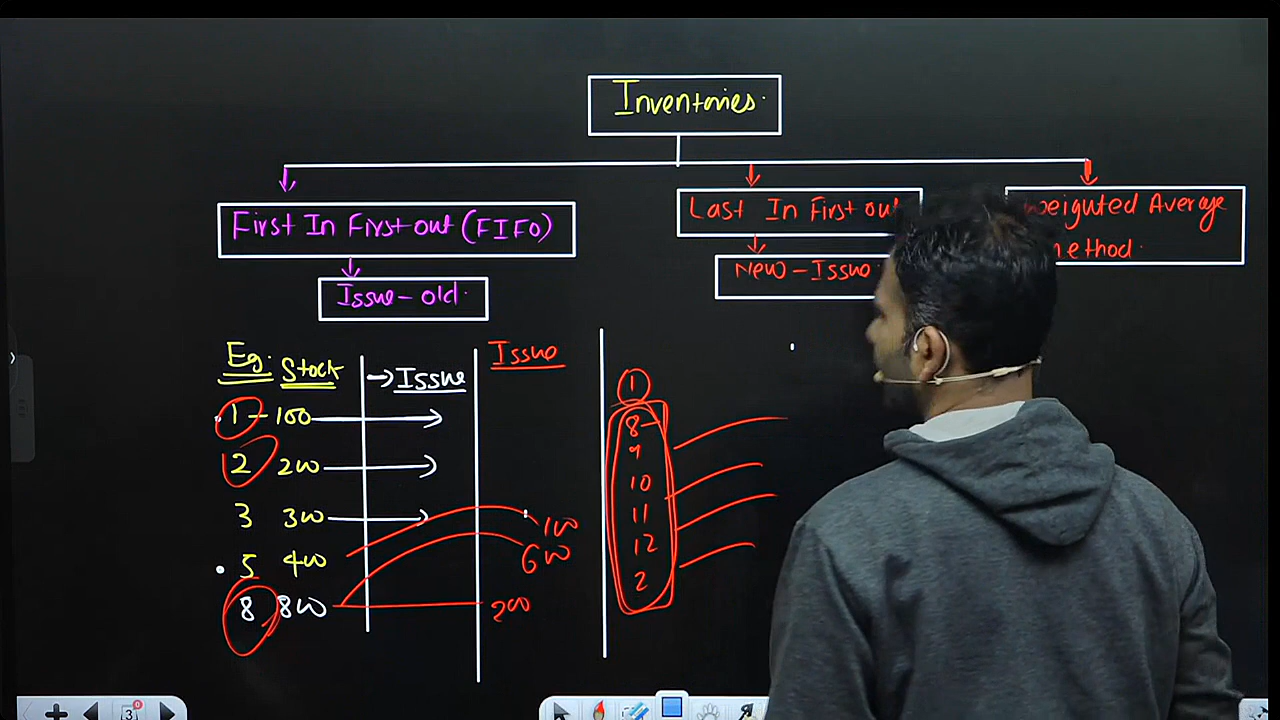 Inventories.
First In First out (FIFO)
Issue - old.
Last In First out
New - Issue
weighted Average
method.
Eg. Stock
→ Issue
Issue
1 - 100
2 200
3 300
5 400
8 800
100
600
200
1
8
9
10
11
12
2
3